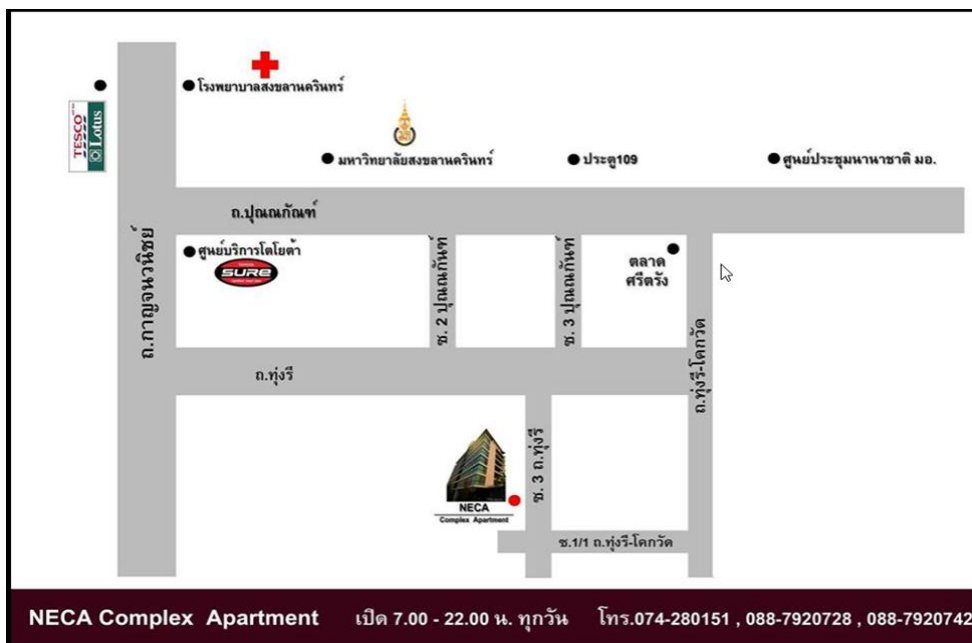 โรงพยาบาลสงขลานครินทร์
TESCO
Lotus
มหาวิทยาลัยสงขลานครินทร์
ประตู109
ศูนย์ประชุมนานาชาติ มอ.
ถ.ปุณณกัณฑ์
ถ.กาญจนวนิชย์
ศูนย์บริการโตโยต้า
SURE
ซ. 2 ปุณณกันฑ์
ซ. 3 ปุณณกันฑ์
ตลาด
ศรีตรัง
ถ.ทุ่งรี
ถ.ทุ่งรี-โคกวัด
ซ. 3 ถ.ทุ่งรี
NECA
Complex Apartment
ซ.1/1 ถ.ทุ่งรี-โคกวัด
NECA Complex Apartment เปิด 7.00 - 22.00 น. ทุกวัน โทร.074-280151 , 088-7920728 , 088-7920742